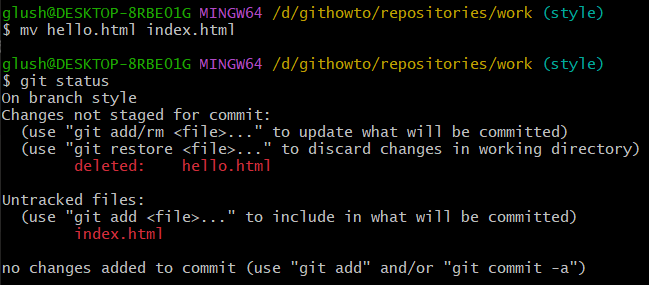 glush@DESKTOP-8RBEO1G MINGW64 /d/githowto/repositories/work (style)
$ mv hello.html index.html
glush@DESKTOP-8RBEO1G MINGW64 /d/githowto/repositories/work (style)
$ git status
On branch style
Changes not staged for commit:
  (use "git add/rm <file>..." to update what will be committed)
  (use "git restore <file>..." to discard changes in working directory)
        deleted:    hello.html
Untracked files:
  (use "git add <file>..." to include in what will be committed)
        index.html
no changes added to commit (use "git add" and/or "git commit -a")